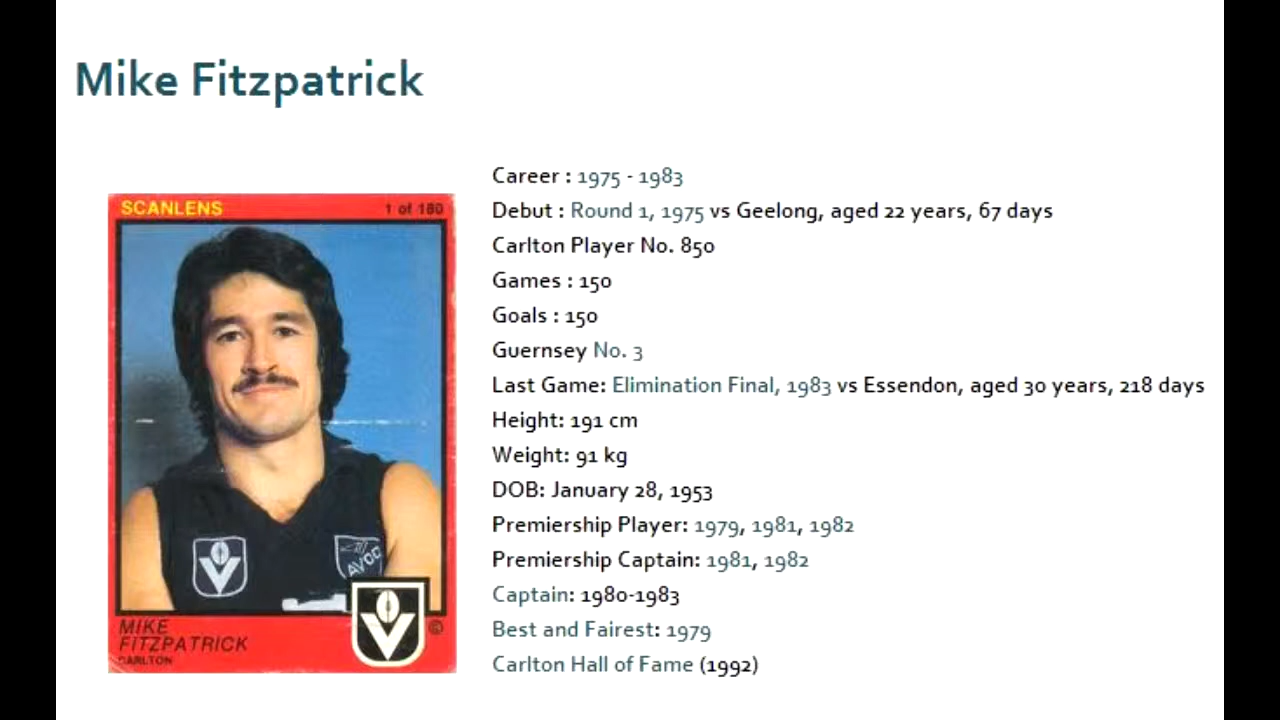 Mike Fitzpatrick
SCANLENS
1 of 180
MIKE
FITZPATRICK
CARLTON
©
AVCO
Career : 1975 - 1983
Debut : Round 1, 1975 vs Geelong, aged 22 years, 67 days
Carlton Player No. 850
Games : 150
Goals : 150
Guernsey No. 3
Last Game: Elimination Final, 1983 vs Essendon, aged 30 years, 218 days
Height: 191 cm
Weight: 91 kg
DOB: January 28, 1953
Premiership Player: 1979, 1981, 1982
Premiership Captain: 1981, 1982
Captain: 1980-1983
Best and Fairest: 1979
Carlton Hall of Fame (1992)